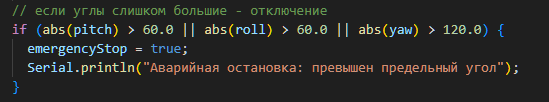 // если углы слишком большие - отключение
if (abs(pitch) > 60.0 || abs(roll) > 60.0 || abs(yaw) > 120.0) {
  emergencyStop = true;
  Serial.println("Аварийная остановка: превышен предельный угол");
}